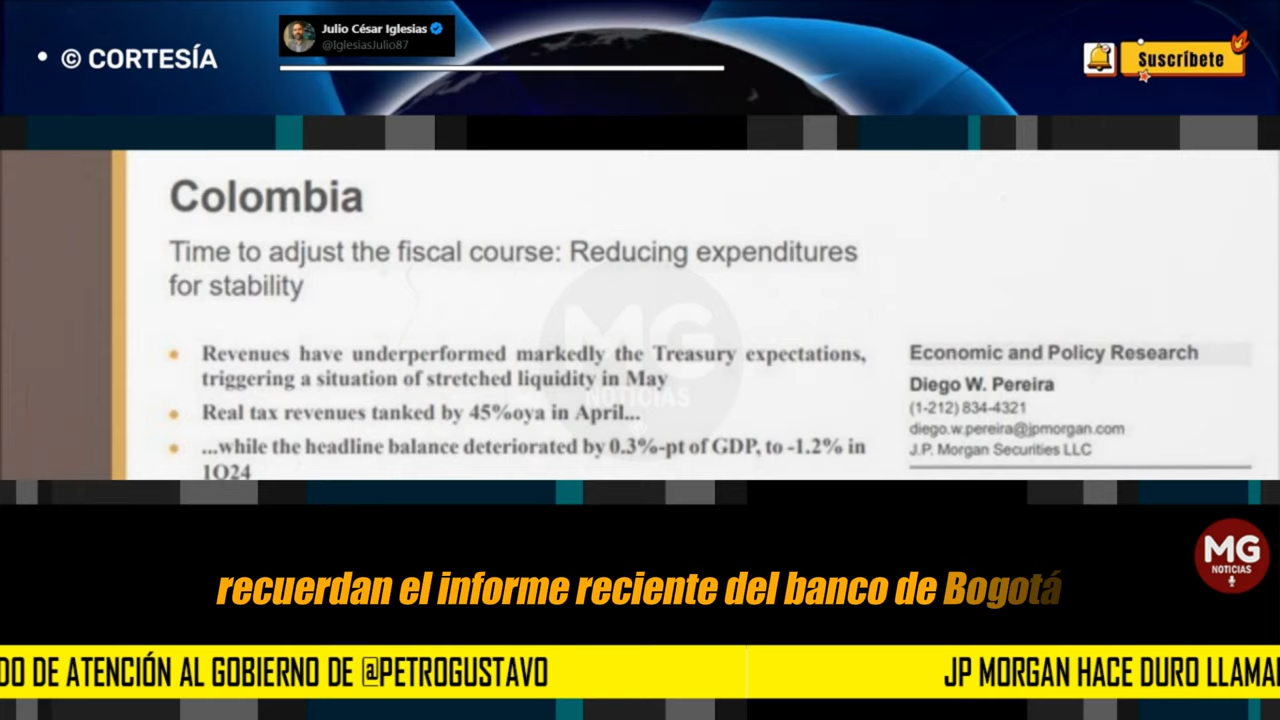 • © CORTESÍA
Julio César Iglesias
@IglesiasJulio87
Suscríbete
Colombia
Time to adjust the fiscal course: Reducing expenditures
for stability
• Revenues have underperformed markedly the Treasury expectations,
triggering a situation of stretched liquidity in May
• Real tax revenues tanked by 45%oya in April...
• ...while the headline balance deteriorated by 0.3%-pt of GDP, to -1.2% in
1Q24
Economic and Policy Research
Diego W. Pereira
(1-212) 834-4321
diego.w.pereira@jpmorgan.com
J.P. Morgan Securities LLC
MG
NOTICIAS
recuerdan el informe reciente del banco de Bogotá
MG
NOTICIAS
DO DE ATENCIÓN AL GOBIERNO DE @PETROGUSTAVO
JP MORGAN HACE DURO LLAMA